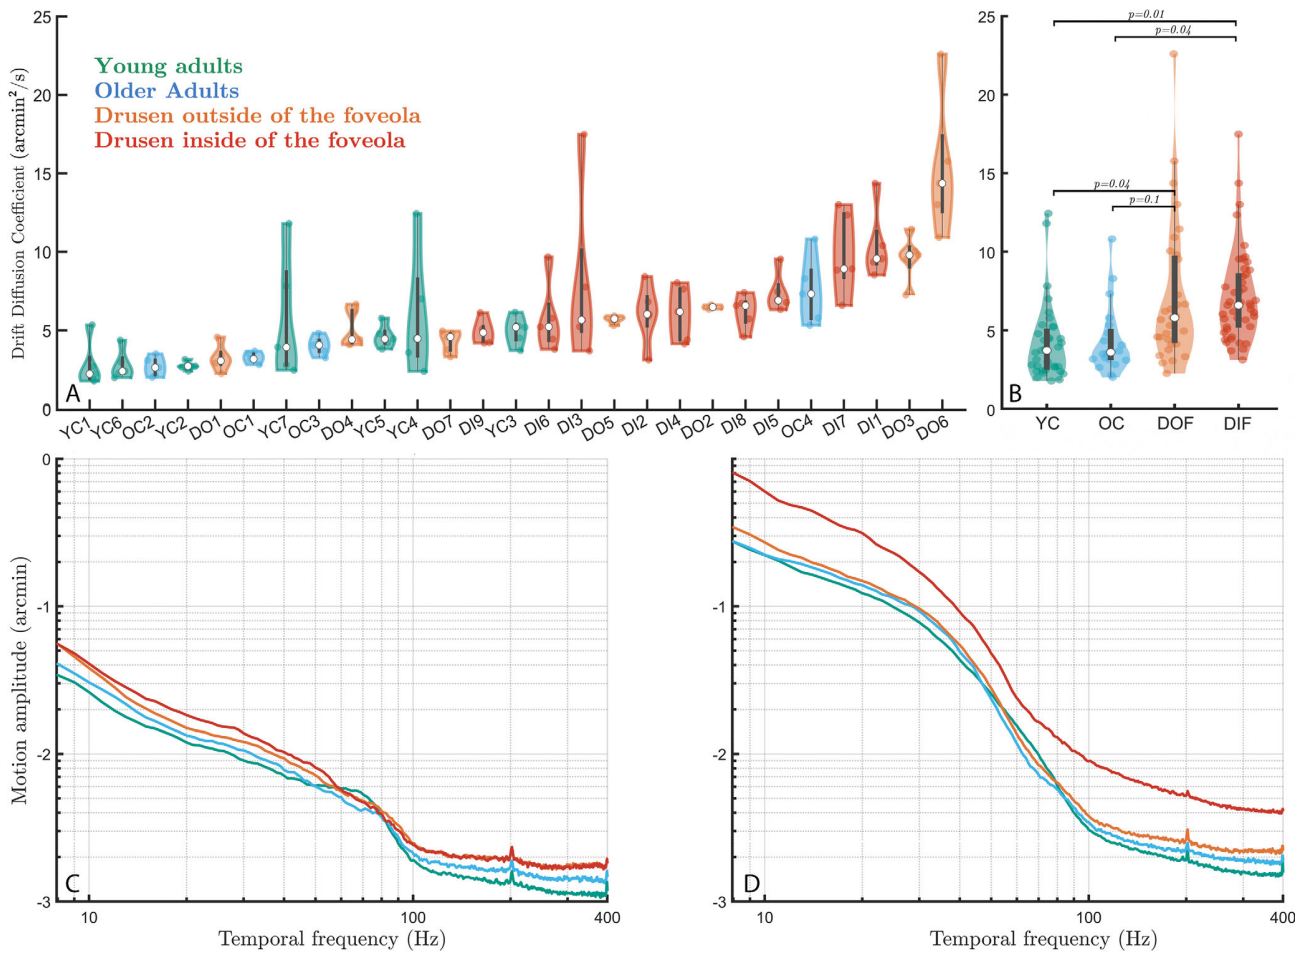 25
20
15
10
5
0
Drift Diffusion Coefficient (arcmin²/s)
Young adults
Older Adults
Drusen outside of the foveola
Drusen inside of the foveola
A
YC1 YC6 OC2 YC2 DO1 OC1 YC7 OC3 DO4 YC5 YC4 DO7 DI9 YC3 DI6 DI3 DO5 DI2 DI4 DO2 DI8 DI5 OC4 DI7 DI1 DO3 DO6
25
20
15
10
5
0
p=0.01
p=0.04
p=0.04
p=0.1
B
YC OC DOF DIF
0
-1
-2
-3
Motion amplitude (arcmin)
C
10 100 400
Temporal frequency (Hz)
-1
-2
-3
D
10 100 400
Temporal frequency (Hz)